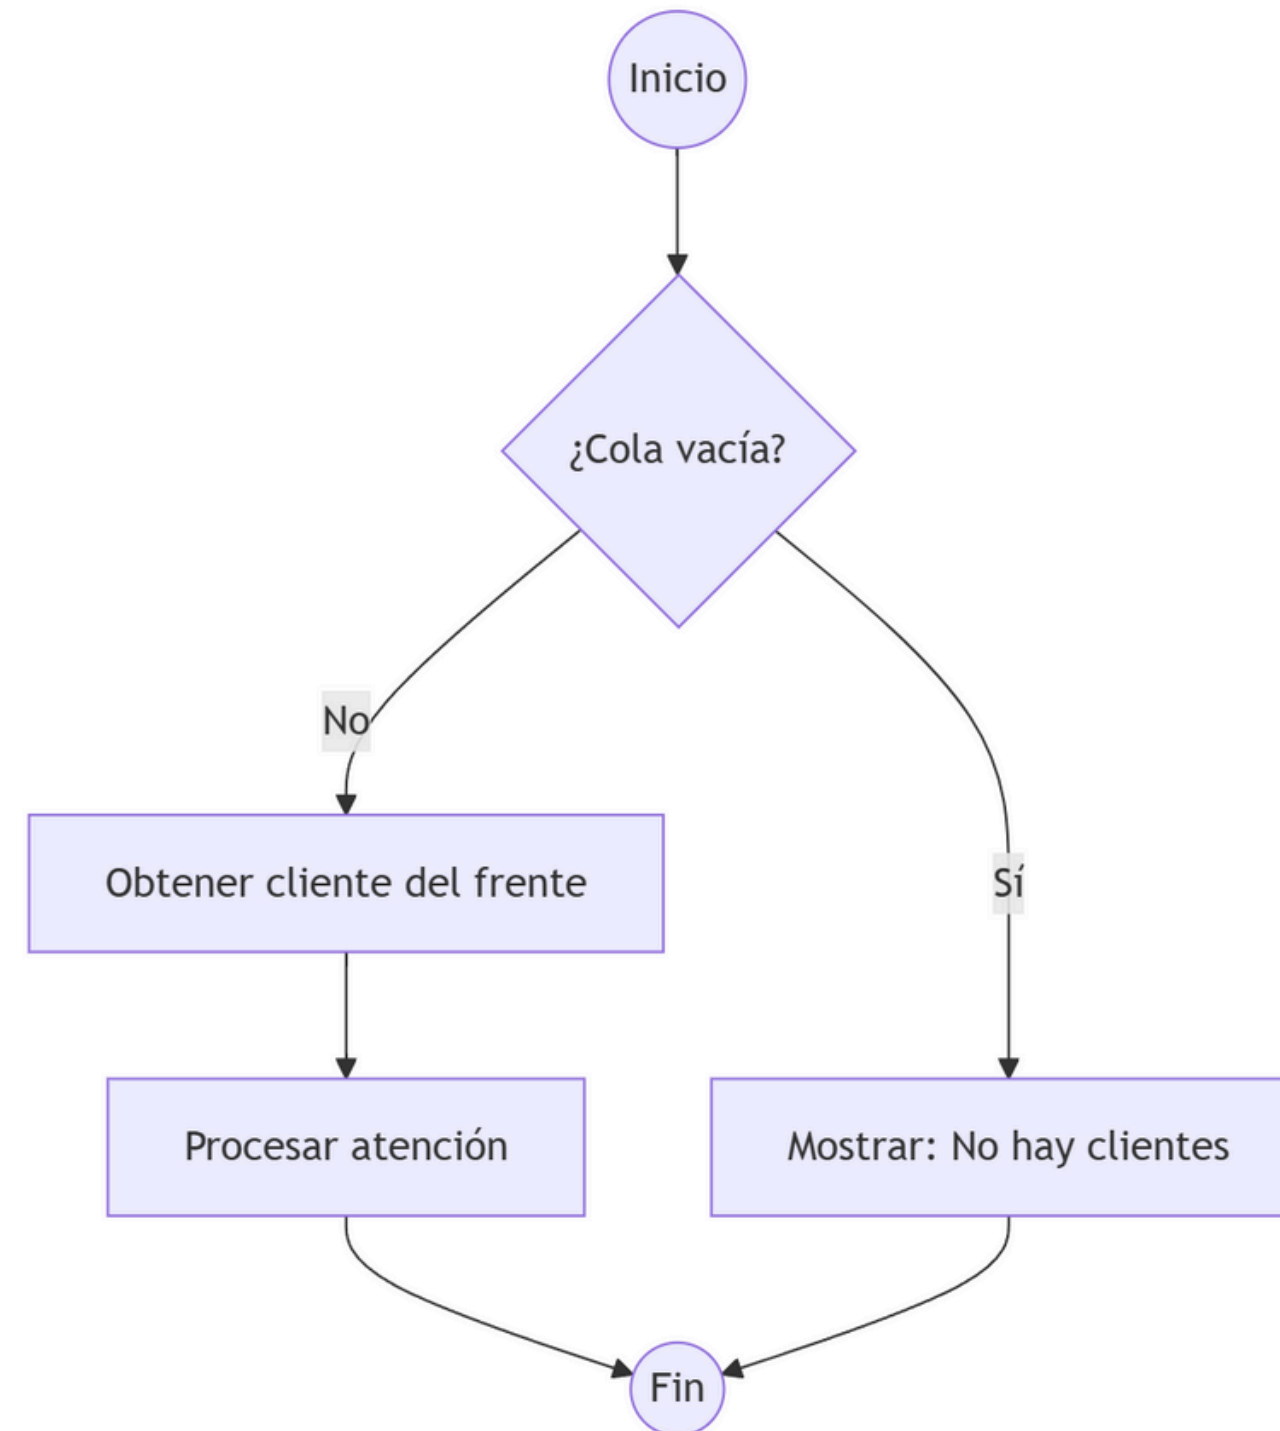 Inicio
¿Cola vacía?
No
Obtener cliente del frente
Sí
Procesar atención
Mostrar: No hay clientes
Fin